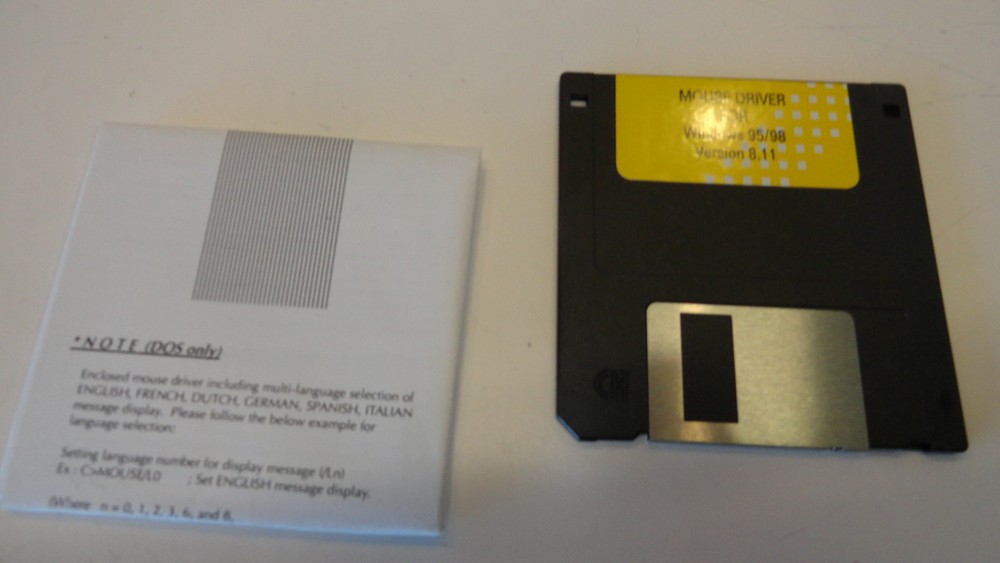 * N O T E (DOS only)
Enclosed mouse driver including multi-language selection of
ENGLISH, FRENCH, DUTCH, GERMAN, SPANISH, ITALIAN
message display. Please follow the below example for
language selection:
Setting language number for display message (/Ln)
Ex : C>MOUSE/L0 ; Set ENGLISH message display.
(Where n = 0, 1, 2, 3, 6, and 8,
MOUSE DRIVER
FOR
Windows 95/98
Version 8.11
CH